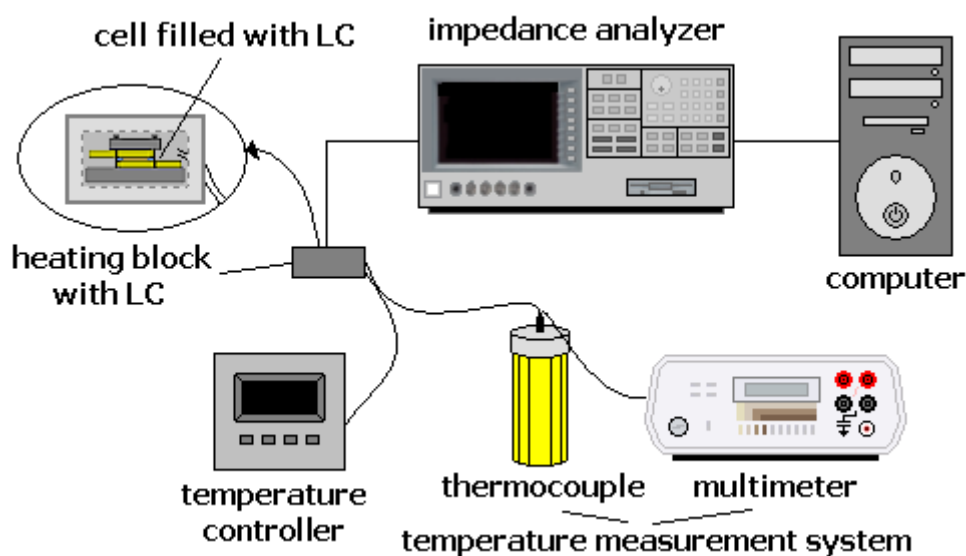 cell filled with LC
impedance analyzer
heating block
with LC
computer
temperature
controller
thermocouple
multimeter
temperature measurement system